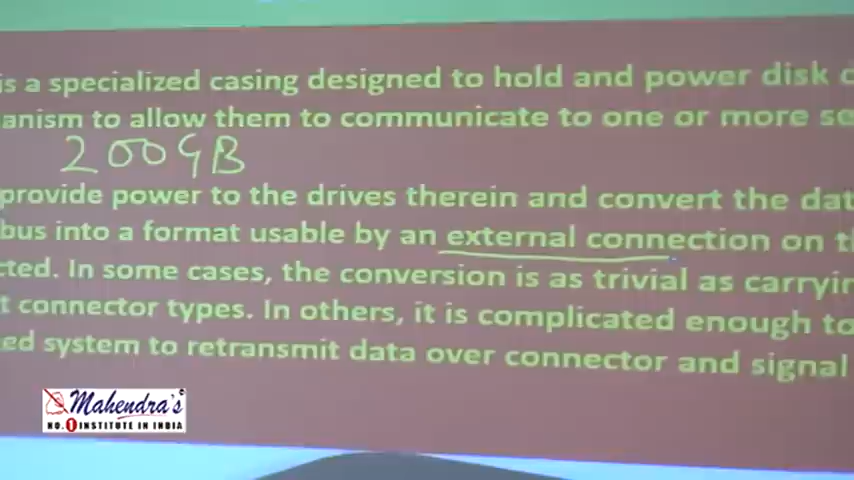 is a specialized casing designed to hold and power disk
anism to allow them to communicate to one or more
200GB
provide power to the drives therein and convert the
bus into a format usable by an external connection on
cted. In some cases, the conversion is as trivial as
connector types. In others, it is complicated enough to
ed system to retransmit data over connector and signal
Mahendra's
NO. 1 INSTITUTE IN INDIA